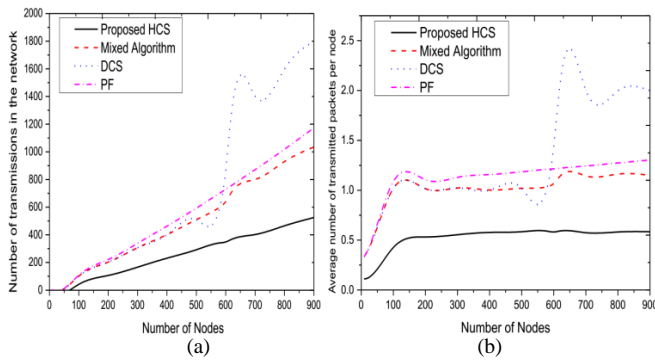 Proposed HCS
Mixed Algorithm
DCS
PF
Number of transmissions in the network
2000
1800
1600
1400
1200
1000
800
600
400
200
0
0 100 200 300 400 500 600 700 800 900
Number of Nodes
(a)
Proposed HCS
Mixed Algorithm
DCS
PF
Average number of transmitted packets per node
2.5
2.0
1.5
1.0
0.5
0.0
0 100 200 300 400 500 600 700 800 900
Number of Nodes
(b)